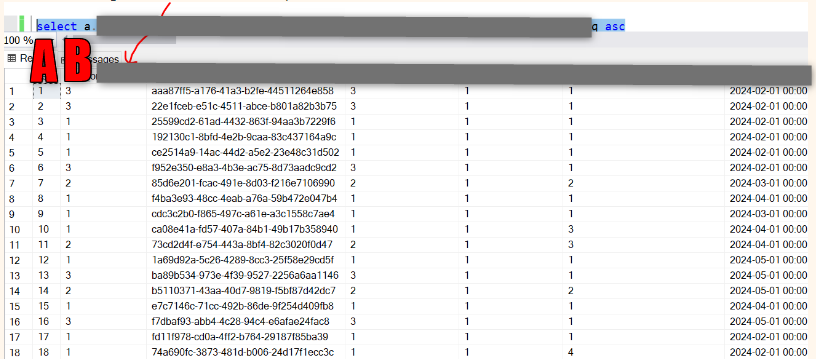 select a. g asc
100 %
A B
Re ssages
1 1 3 aaa87ff5-a176-41a3-b2fe-44511264e858 3 1 1 2024-02-01 00:00
2 2 3 22e1fceb-e51c-4511-abce-b801a82b3b75 3 1 1 2024-02-01 00:00
3 3 1 25599cd2-61ad-4432-863f-94aa3b7229f6 1 1 1 2024-02-01 00:00
4 4 1 192130c1-8bfd-4e2b-9caa-83c437164a9c 1 1 1 2024-02-01 00:00
5 5 1 ce2514a9-14ac-44d2-a5e2-23e48c31d502 1 1 1 2024-02-01 00:00
6 6 3 f952e350-e8a3-4b3e-ac75-8d73aadc9cd2 3 1 1 2024-02-01 00:00
7 7 2 85d6e201-fcac-491e-8d03-f216e7106990 2 1 2 2024-03-01 00:00
8 8 1 f4ba3e93-48cc-4eab-a76a-59b472e047b4 1 1 1 2024-04-01 00:00
9 9 1 cdc3c2b0-f865-497c-a61e-a3c1558c7ae4 1 1 1 2024-03-01 00:00
10 10 1 ca08e41a-fd57-407a-84b1-49b17b358940 1 1 3 2024-04-01 00:00
11 11 2 73cd2d4f-e754-443a-8bf4-82c3020f0d47 2 1 3 2024-04-01 00:00
12 12 1 1a69d92a-5c26-4289-8cc3-25f58e29cd5f 1 1 1 2024-05-01 00:00
13 13 3 ba89b534-973e-4f39-9527-2256a6aa1146 3 1 1 2024-05-01 00:00
14 14 2 b5110371-43aa-40d7-9819-f5bf87d42dc7 2 1 2 2024-05-01 00:00
15 15 1 e7c7146c-71cc-492b-86de-9f254d409fb8 1 1 1 2024-04-01 00:00
16 16 3 f7dbaf93-abb4-4c28-94c4-e6afae24fac8 3 1 1 2024-05-01 00:00
17 17 1 fd11f978-cd0a-4ff2-b764-29187f85ba39 1 1 1 2024-02-01 00:00
18 18 1 74a690fc-3873-481d-b006-24d17f1ecc3c 1 1 4 2024-02-01 00:00